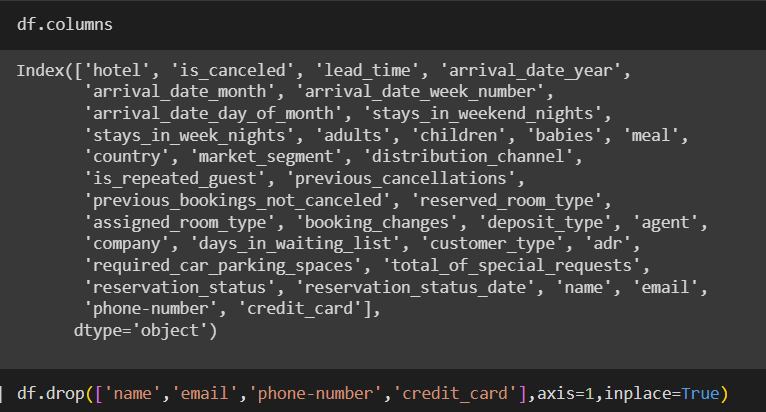 df.columns
Index(['hotel', 'is_canceled', 'lead_time', 'arrival_date_year',
'arrival_date_month', 'arrival_date_week_number',
'arrival_date_day_of_month', 'stays_in_weekend_nights',
'stays_in_week_nights', 'adults', 'children', 'babies', 'meal',
'country', 'market_segment', 'distribution_channel',
'is_repeated_guest', 'previous_cancellations',
'previous_bookings_not_canceled', 'reserved_room_type',
'assigned_room_type', 'booking_changes', 'deposit_type', 'agent',
'company', 'days_in_waiting_list', 'customer_type', 'adr',
'required_car_parking_spaces', 'total_of_special_requests',
'reservation_status', 'reservation_status_date', 'name', 'email',
'phone-number', 'credit_card'],
dtype='object')
df.drop(['name','email','phone-number','credit_card'],axis=1,inplace=True)